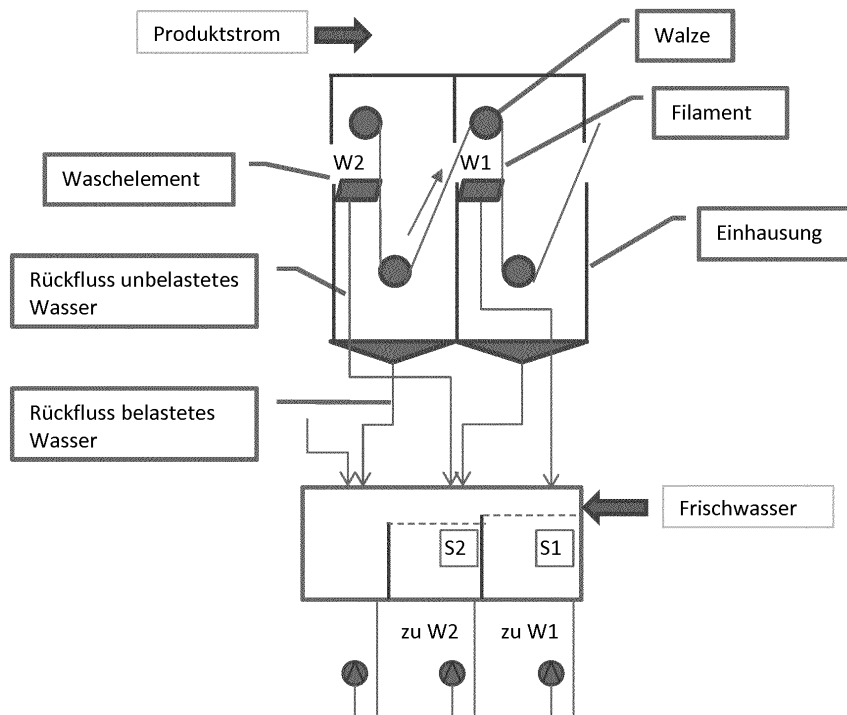 Produktstrom
Walze
Filament
W2
W1
Waschelement
Einhausung
Rückfluss unbelastetes
Wasser
Rückfluss belastetes
Wasser
Frischwasser
S2
S1
zu W2
zu W1